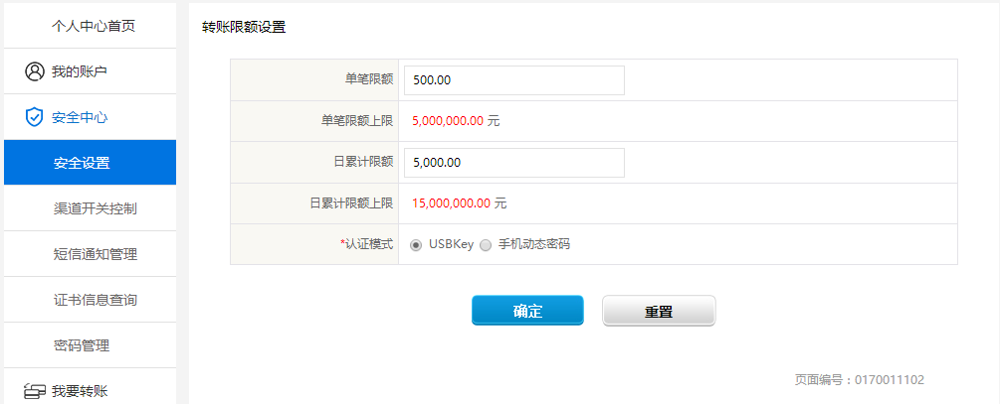 个人中心首页
我的账户
安全中心
安全设置
渠道开关控制
短信通知管理
证书信息查询
密码管理
我要转账
转账限额设置
单笔限额 500.00
单笔限额上限 5,000,000.00 元
日累计限额 5,000.00
日累计限额上限 15,000,000.00 元
*认证模式 USBKey 手机动态密码
确定 重置
页面编号：0170011102